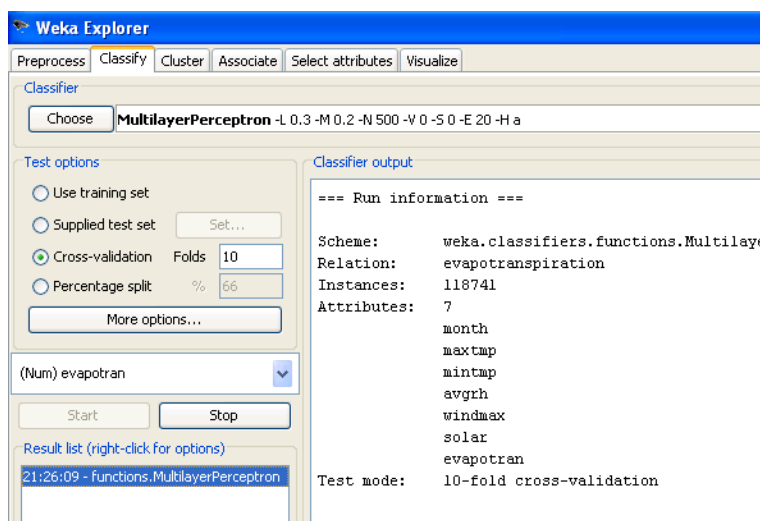 Weka Explorer
Preprocess Classify Cluster Associate Select attributes Visualize
Classifier
Choose MultilayerPerceptron -L 0.3 -M 0.2 -N 500 -V 0 -S 0 -E 20 -H a
Test options
Use training set
Supplied test set Set...
Cross-validation Folds 10
Percentage split % 66
More options...
(Num) evapotran
Start Stop
Result list (right-click for options)
21:26:09 - functions.MultilayerPerceptron
Classifier output
=== Run information ===
Scheme: weka.classifiers.functions.Multilaye
Relation: evapotranspiration
Instances: 118741
Attributes: 7
month
maxtmp
mintmp
avgrh
windmax
solar
evapotran
Test mode: 10-fold cross-validation